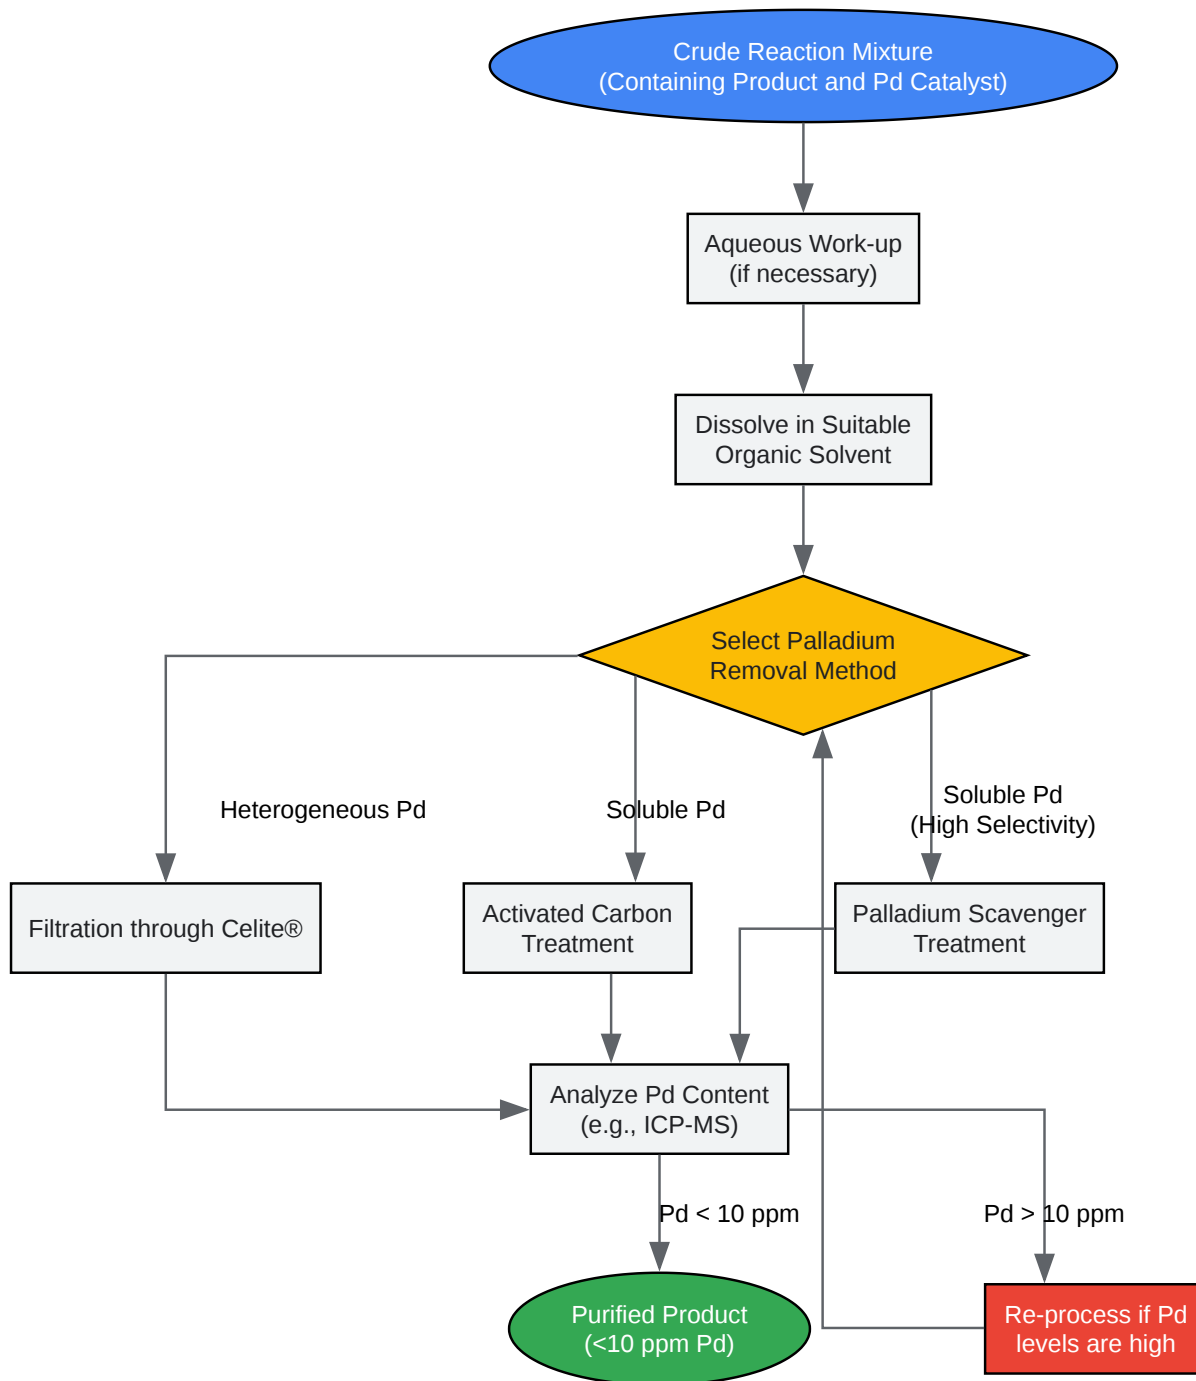 Crude Reaction Mixture
(Containing Product and Pd Catalyst)
Aqueous Work-up
(if necessary)
Dissolve in Suitable
Organic Solvent
Select Palladium
Removal Method
Heterogeneous Pd
Soluble Pd
Soluble Pd
(High Selectivity)
Filtration through Celite®
Activated Carbon
Treatment
Palladium Scavenger
Treatment
Analyze Pd Content
(e.g., ICP-MS)
Pd < 10 ppm
Pd > 10 ppm
Purified Product
(<10 ppm Pd)
Re-process if Pd
levels are high